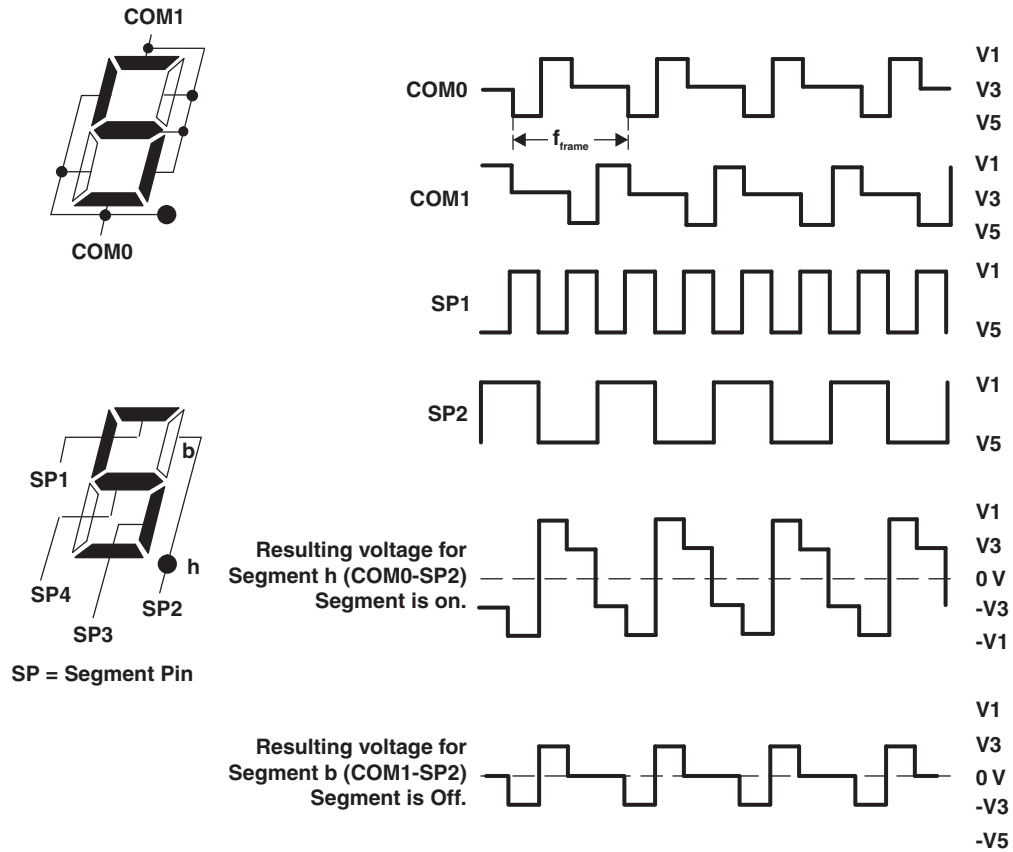 COM1
COM0
SP1
b
h
SP4
SP3
SP2
SP = Segment Pin
COM0
V1
V3
V5
fframe
COM1
V1
V3
V5
SP1
V1
V5
SP2
V1
V5
Resulting voltage for
Segment h (COM0-SP2)
Segment is on.
V1
V3
0 V
-V3
-V1
Resulting voltage for
Segment b (COM1-SP2)
Segment is Off.
V1
V3
0 V
-V3
-V5